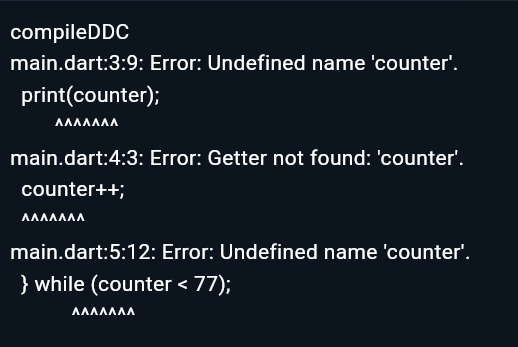 compileDDC
main.dart:3:9: Error: Undefined name 'counter'.
print(counter);
^^^^^^^
main.dart:4:3: Error: Getter not found: 'counter'.
counter++;
^^^^^^^
main.dart:5:12: Error: Undefined name 'counter'.
} while (counter < 77);
^^^^^^^